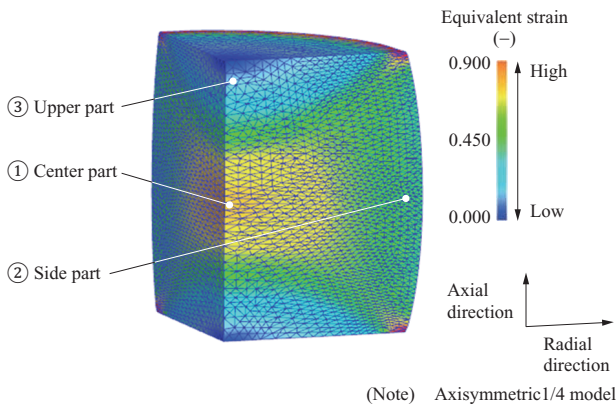 Equivalent strain
(−)
0.900
High
③ Upper part
0.450
① Center part
0.000
Low
② Side part
Axial
direction
Radial
direction
(Note) Axisymmetric1/4 model